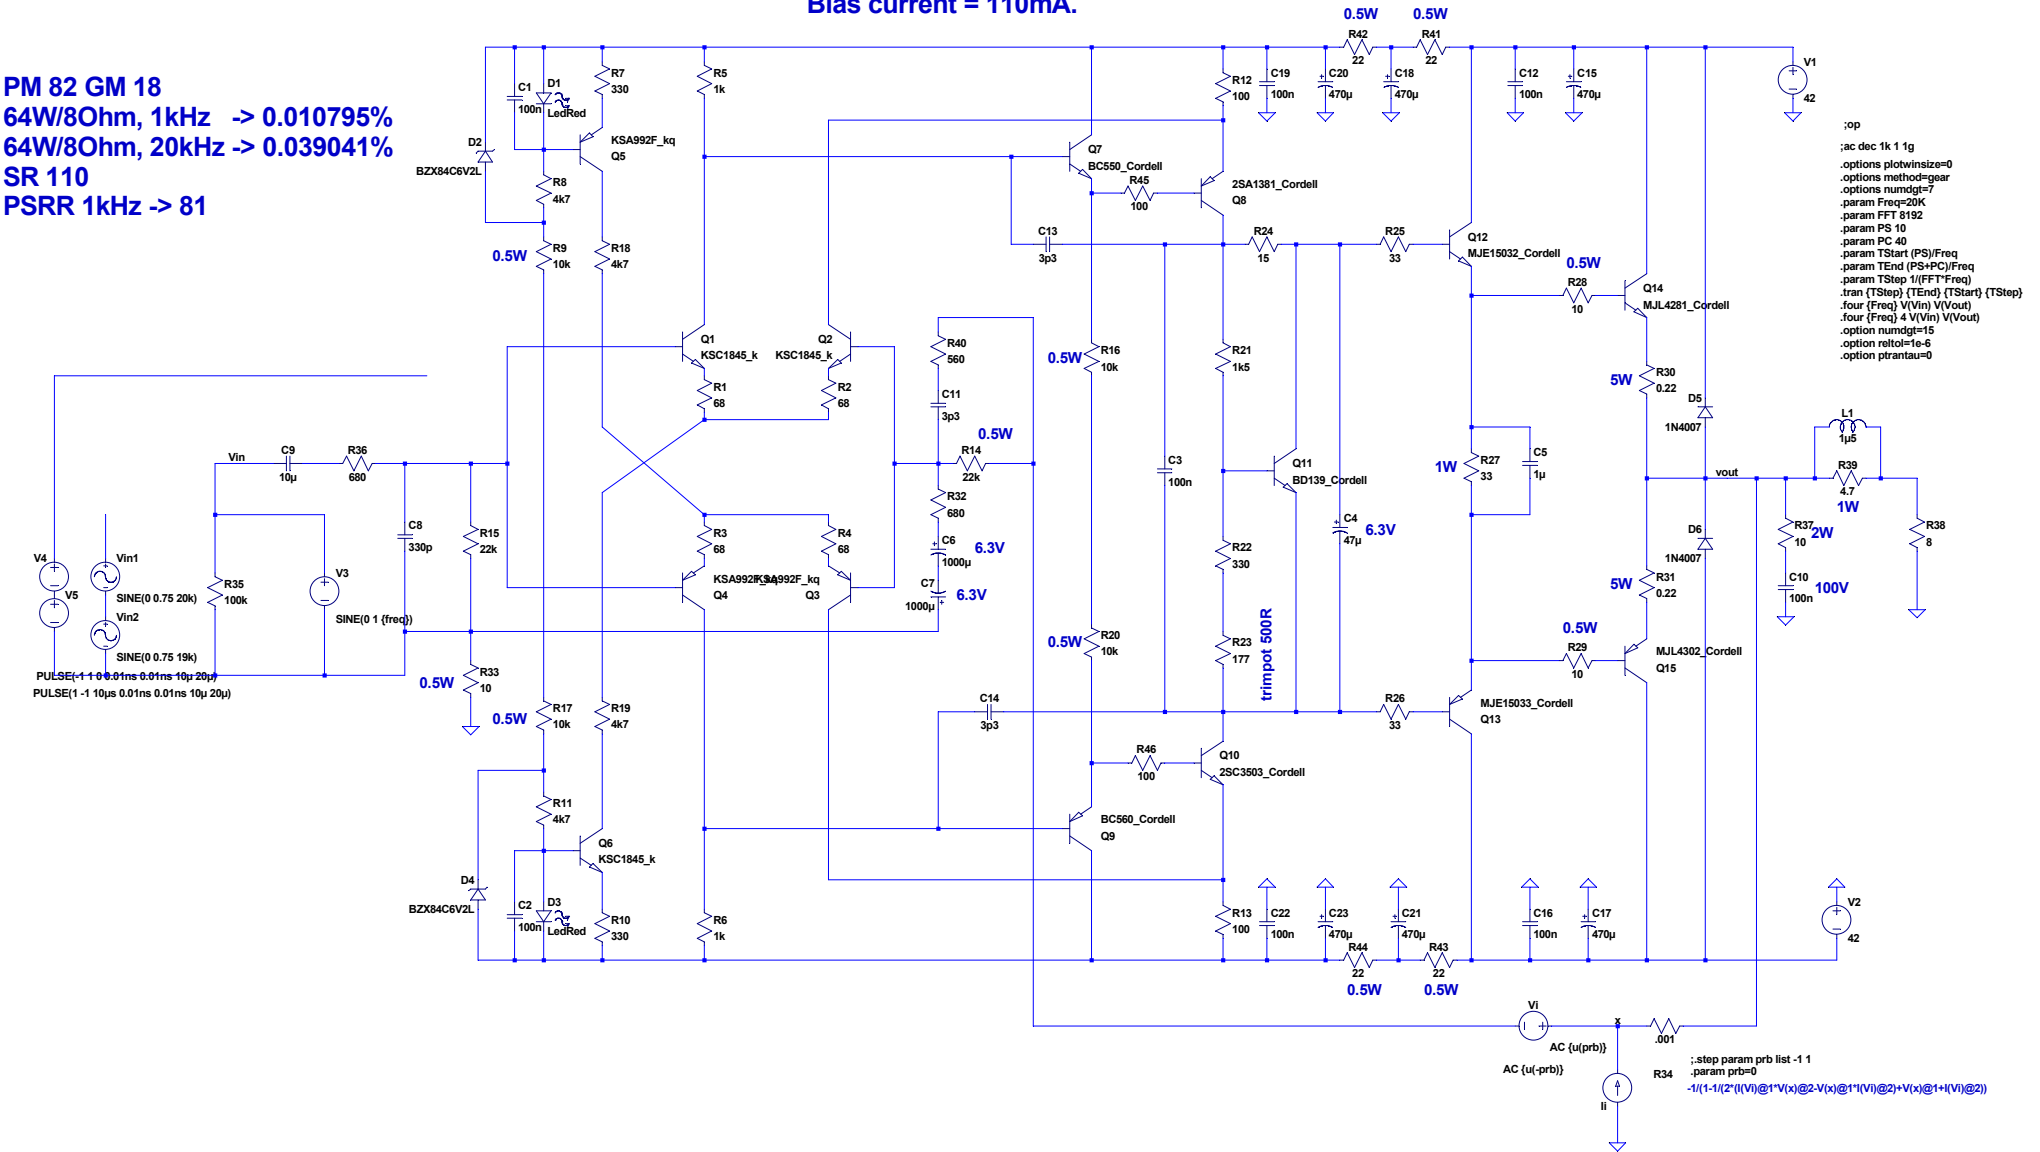 Bias current = 110mA.
PM 82 GM 18
64W/8Ohm, 1kHz -> 0.010795%
64W/8Ohm, 20kHz -> 0.039041%
SR 110
PSRR 1kHz -> 81
0.5W
0.5W
R42
22
R41
22
V1
42
C1
100n
D1
LedRed
R7
330
R5
1k
R12
100
C19
100n
C20
470µ
C18
470µ
C12
100n
C15
470µ
D2
BZX84C6V2L
KSA992F_kq
Q5
R8
4k7
Q7
BC550_Cordell
R45
100
2SA1381_Cordell
Q8
;op
;ac dec 1k 1 1g
.options plotwinsize=0
.options method=gear
.options numdgt=7
.param Freq=20K
.param FFT 8192
.param PS 10
.param PC 40
.param TStart (PS)/Freq
.param TEnd (PS+PC)/Freq
.param TStep 1/(FFT*Freq)
.tran {TStep} {TEnd} {TStart} {TStep}
.four {Freq} V(Vin) V(Vout)
.four {Freq} 4 V(Vin) V(Vout)
.option numdgt=15
.option reltol=1e-6
.option ptrantau=0
0.5W
R9
10k
R18
4k7
C13
3p3
R24
15
R25
33
Q12
MJE15032_Cordell
0.5W
R28
10
Q14
MJL4281_Cordell
Q1
KSC1845_k
Q2
KSC1845_k
R40
560
0.5W
R16
10k
R21
1k5
R1
68
R2
68
C11
3p3
5W
R30
0.22
D5
1N4007
L1
1µ5
0.5W
R14
22k
Vin
C9
10µ
R36
680
C3
100n
Q11
BD139_Cordell
1W
R27
33
C5
1µ
vout
R39
4.7
1W
R32
680
C8
330p
R15
22k
R3
68
R4
68
C6
1000µ
6.3V
R22
330
C4
47µ
6.3V
D6
1N4007
R37
10
2W
R38
8
V4
Vin1
SINE(0 0.75 20k)
V5
R35
100k
V3
SINE(0 1 {freq})
KSA992F_kq
Q4
KSA992F_kq
Q3
C7
1000µ
6.3V
5W
R31
0.22
C10
100n
100V
Vin2
SINE(0 0.75 19k)
0.5W
R20
10k
R23
177
trimpot 500R
0.5W
R29
10
MJL4302_Cordell
Q15
PULSE(-1 1 0 0.01ns 0.01ns 10µ 20µ)
PULSE(1 -1 10µs 0.01ns 0.01ns 10µ 20µ)
0.5W
R33
10
0.5W
R17
10k
R19
4k7
C14
3p3
R26
33
MJE15033_Cordell
Q13
R46
100
Q10
2SC3503_Cordell
R11
4k7
BC560_Cordell
Q9
Q6
KSC1845_k
D4
BZX84C6V2L
C2
100n
D3
LedRed
R10
330
R6
1k
R13
100
C22
100n
C23
470µ
C21
470µ
C16
100n
C17
470µ
V2
42
R44
22
R43
22
0.5W
0.5W
Vi
AC {u(prb)}
AC {u(-prb)}
x
.001
R34
Ii
;.step param prb list -1 1
.param prb=0
-1/(1-1/(2*(I(Vi)@1*V(x)@2-V(x)@1*I(Vi)@2)+V(x)@1+I(Vi)@2))